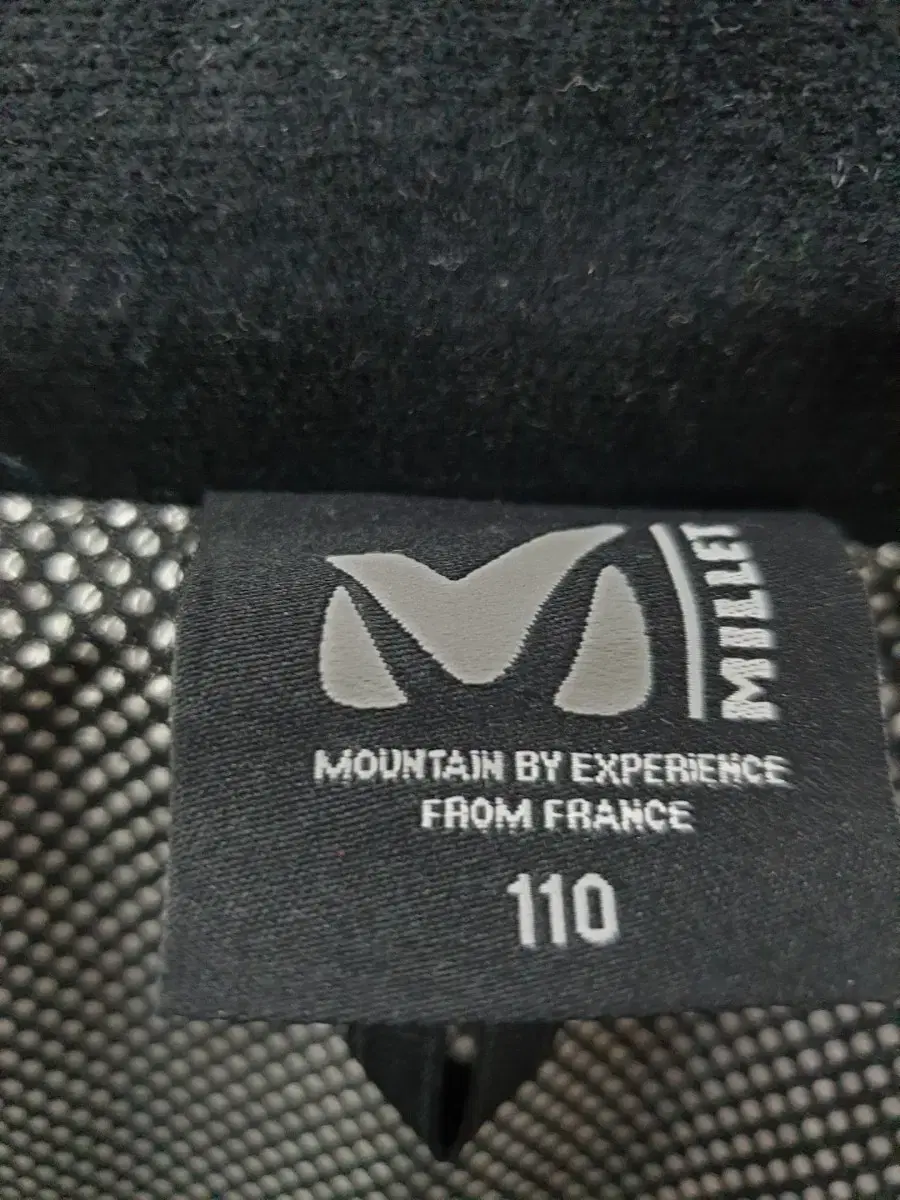 MILLET
MOUNTAIN BY EXPERIENCE
FROM FRANCE
110